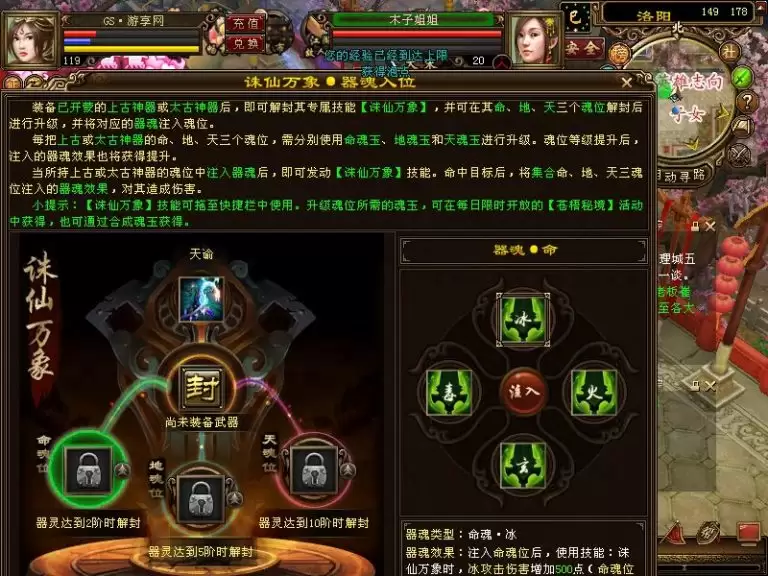 GS·游享网
119
充值
兑换
木子姐姐
20
您的经验已经到达上限
安全
洛阳
149 178
北
社
子女
自动寻路
诛仙万象●器魂入位
装备已开蒙的上古神器或太古神器后，即可解封其专属技能【诛仙万象】，并可在其命、地、天三个魂位解封后
进行升级，并将对应的器魂注入魂位。
每把上古或太古神器的命、地、天三个魂位，需分别使用命魂玉、地魂玉和天魂玉进行升级。魂位等级提升后，
注入的器魂效果也将获得提升。
当所持上古或太古神器的魂位中注入器魂后，即可发动【诛仙万象】技能。命中目标后，将集合命、地、天三魂
位注入的器魂效果，对其造成伤害。
小提示：【诛仙万象】技能可拖至快捷栏中使用。升级魂位所需的魂玉，可在每日限时开放的【苍梧秘境】活动
中获得，也可通过合成魂玉获得。
诛仙万象
天谕
封
尚未装备武器
命魂位
地魂位
天魂位
器灵达到2阶时解封
器灵达到5阶时解封
器灵达到10阶时解封
器魂●命
冰
毒
注入
火
玄
器魂类型：命魂·冰
器魂效果：注入命魂位后，使用技能：诛
仙万象时，冰攻击伤害增加500点（命魂位
理城五
一谈。
老板崔
至各大